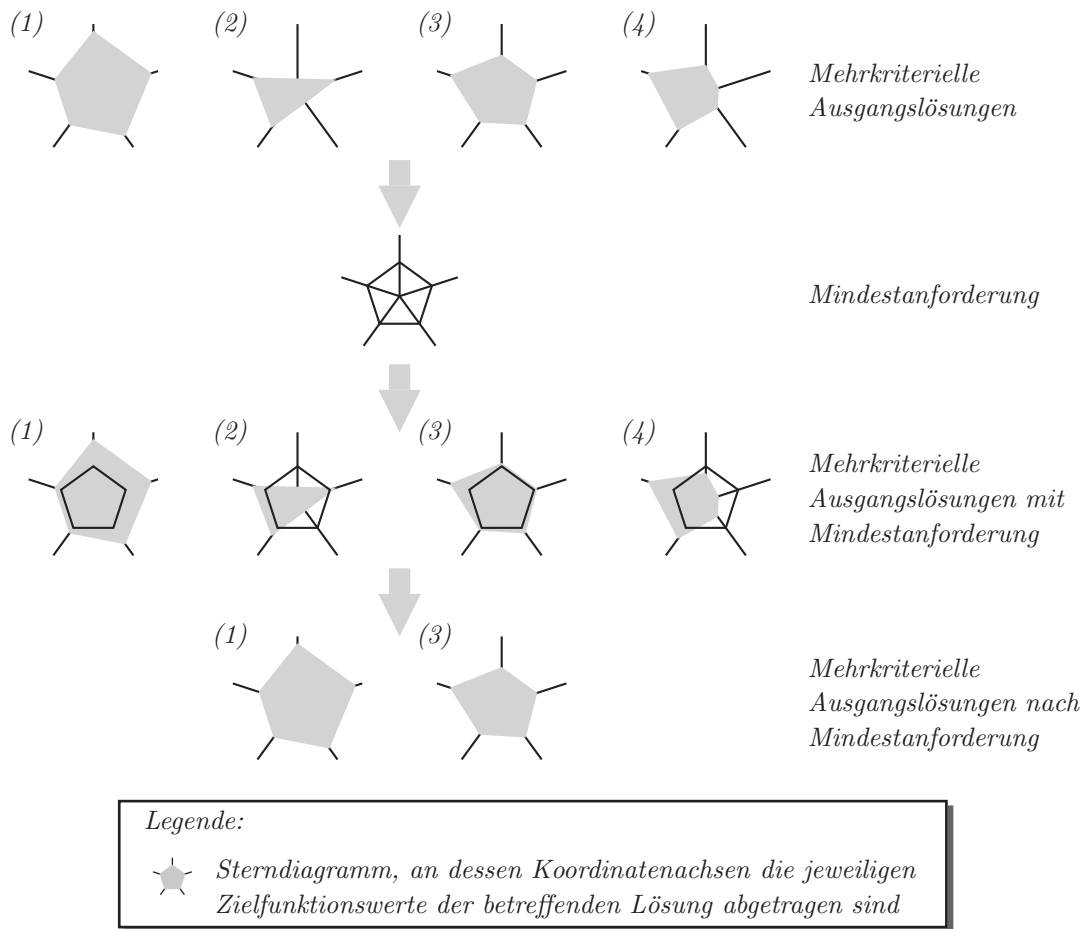 (1)
(2)
(3)
(4)
Mehrkriterielle
Ausgangslösungen
Mindestanforderung
(1)
(2)
(3)
(4)
Mehrkriterielle
Ausgangslösungen mit
Mindestanforderung
(1)
(3)
Mehrkriterielle
Ausgangslösungen nach
Mindestanforderung
Legende:
Sterndiagramm, an dessen Koordinatenachsen die jeweiligen
Zielfunktionswerte der betreffenden Lösung abgetragen sind